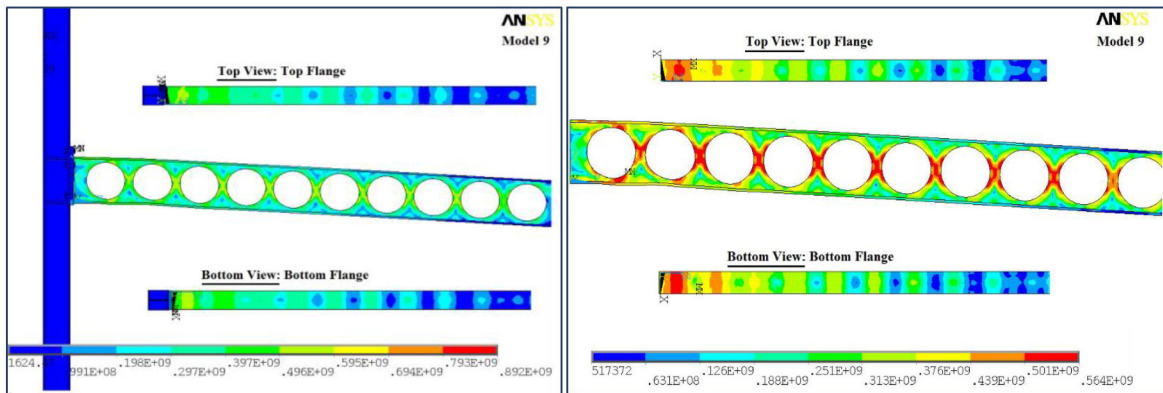 ANSYS
Model 9
Top View: Top Flange
Bottom View: Bottom Flange
1624.
.991E+08
.198E+09
.297E+09
.397E+09
.496E+09
.595E+09
.694E+09
.793E+09
.892E+09
ANSYS
Model 9
Top View: Top Flange
X
MN
Bottom View: Bottom Flange
X
517372
.631E+08
.126E+09
.188E+09
.251E+09
.313E+09
.376E+09
.439E+09
.501E+09
.564E+09